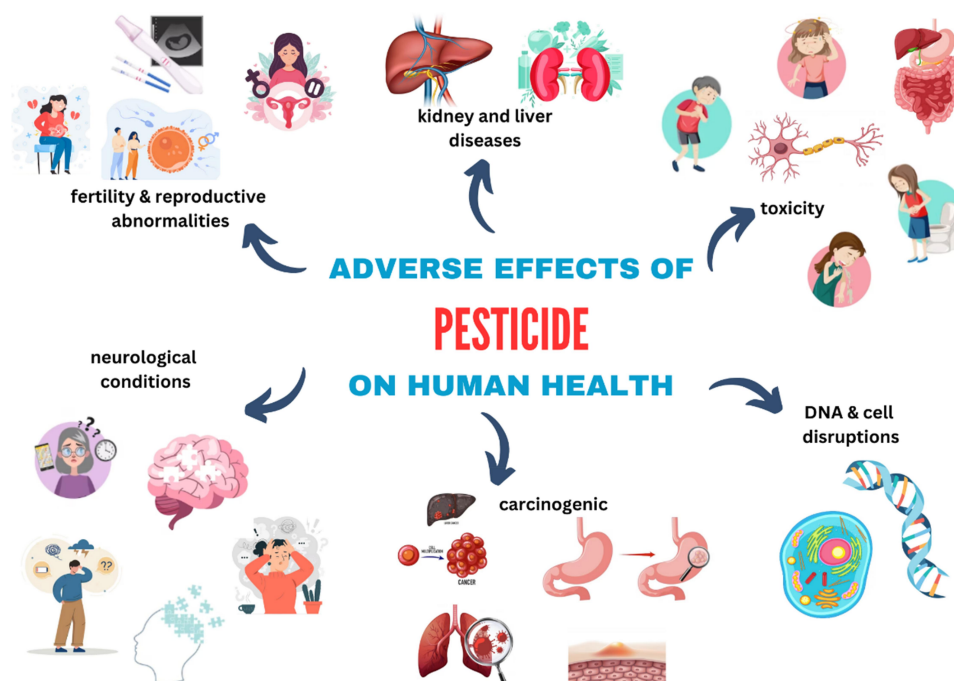 kidney and liver
diseases
fertility & reproductive
abnormalities
toxicity
ADVERSE EFFECTS OF
PESTICIDE
ON HUMAN HEALTH
neurological
conditions
???
DNA & cell
disruptions
carcinogenic
CANCER
??